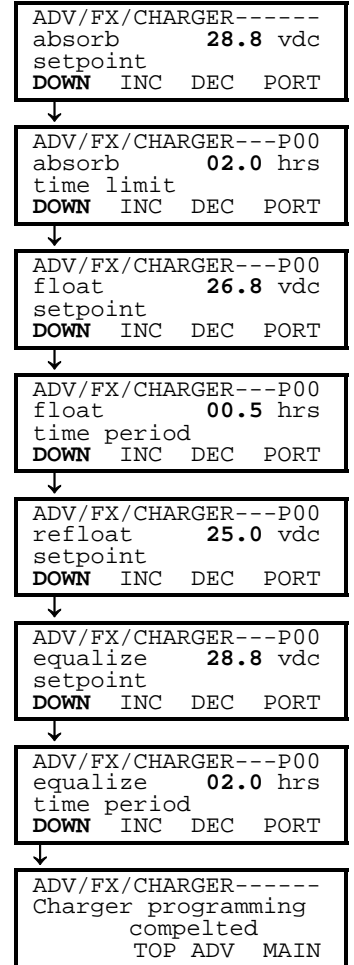 ADV/FX/CHARGER------
absorb 28.8 vdc
setpoint
DOWN INC DEC PORT
ADV/FX/CHARGER---P00
absorb 02.0 hrs
time limit
DOWN INC DEC PORT
ADV/FX/CHARGER---P00
float 26.8 vdc
setpoint
DOWN INC DEC PORT
ADV/FX/CHARGER---P00
float 00.5 hrs
time period
DOWN INC DEC PORT
ADV/FX/CHARGER---P00
refloat 25.0 vdc
setpoint
DOWN INC DEC PORT
ADV/FX/CHARGER---P00
equalize 28.8 vdc
setpoint
DOWN INC DEC PORT
ADV/FX/CHARGER---P00
equalize 02.0 hrs
time period
DOWN INC DEC PORT
ADV/FX/CHARGER------
Charger programming
compelted
TOP ADV MAIN